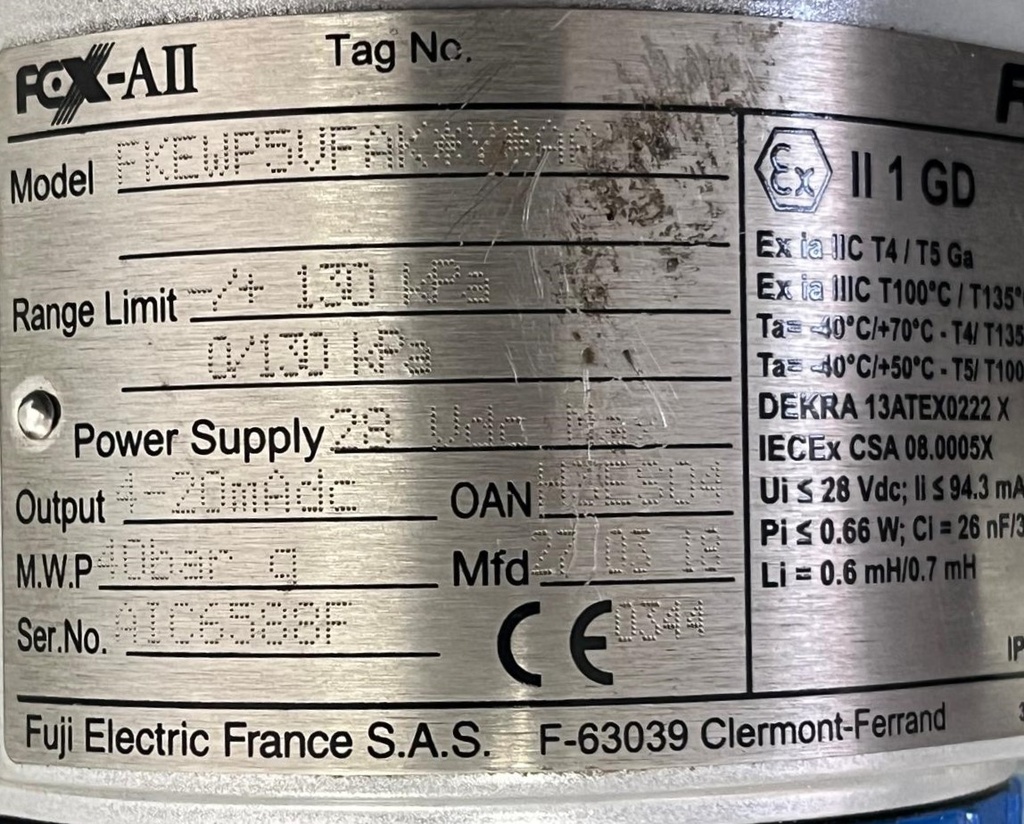 FCX-AII
Tag No.
Model FKEWP5VFAK#Y#AA
Range Limit -/+ 130 kPa
0/130 kPa
Power Supply 28 Vdc Max
Output 4-20mAdc OAN
M.W.P 40bar g Mfd 27 03 18
Ser.No. A1C6588F CE 0344
Fuji Electric France S.A.S. F-63039 Clermont-Ferrand
F
Ex II 1 GD
Ex ia IIC T4 / T5 Ga
Ex ia IIIC T100°C / T135°
Ta= -40°C/+70°C - T4/ T135
Ta= -40°C/+50°C - T5/ T100
DEKRA 13ATEX0222 X
IECEx CSA 08.0005X
Ui ≤ 28 Vdc; Ii ≤ 94.3 mA
Pi ≤ 0.66 W; Ci = 26 nF/3
Li = 0.6 mH/0.7 mH
IP